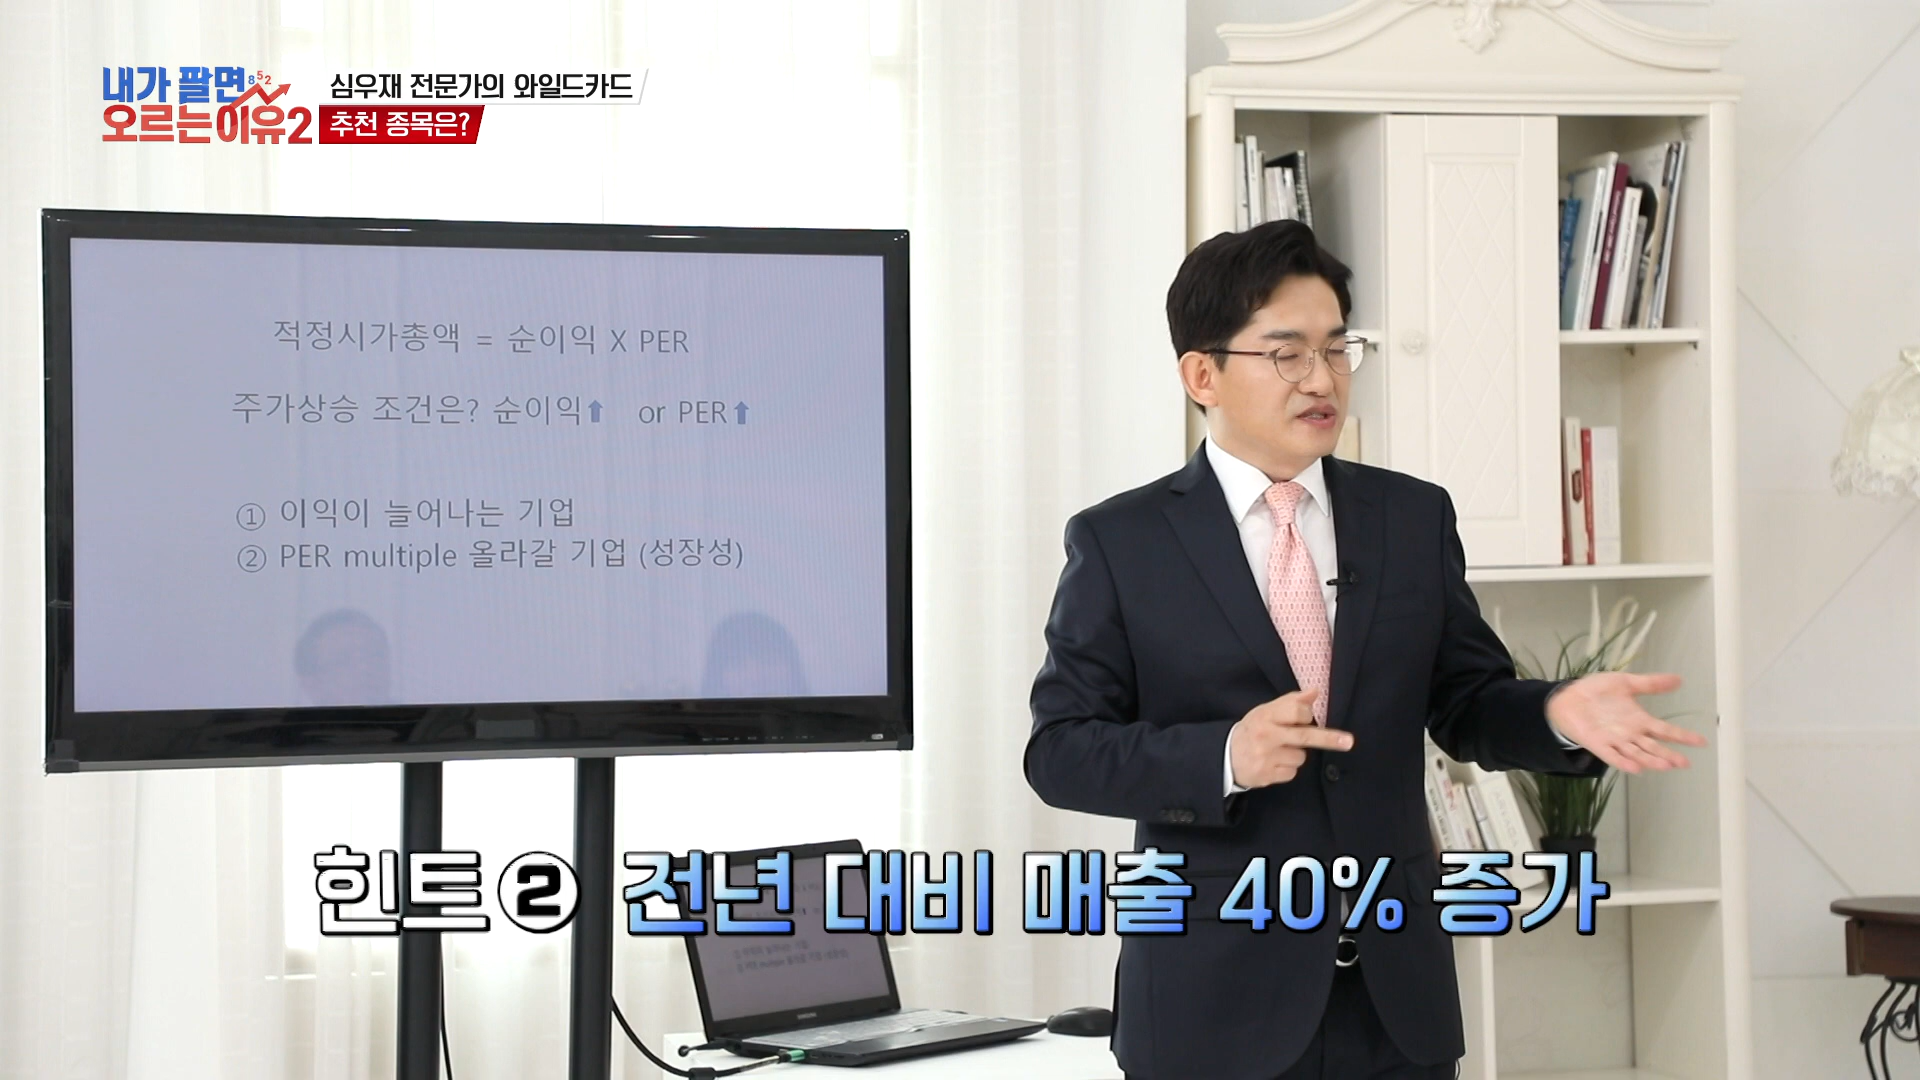 내가 팔면
852
오르는 이유2
심우재 전문가의 와일드카드
추천 종목은?
적정시가총액 = 순이익 X PER
주가상승 조건은? 순이익⬆ or PER⬆
① 이익이 늘어나는 기업
② PER multiple 올라갈 기업 (성장성)
힌트② 전년 대비 매출 40% 증가
SAMSUNG